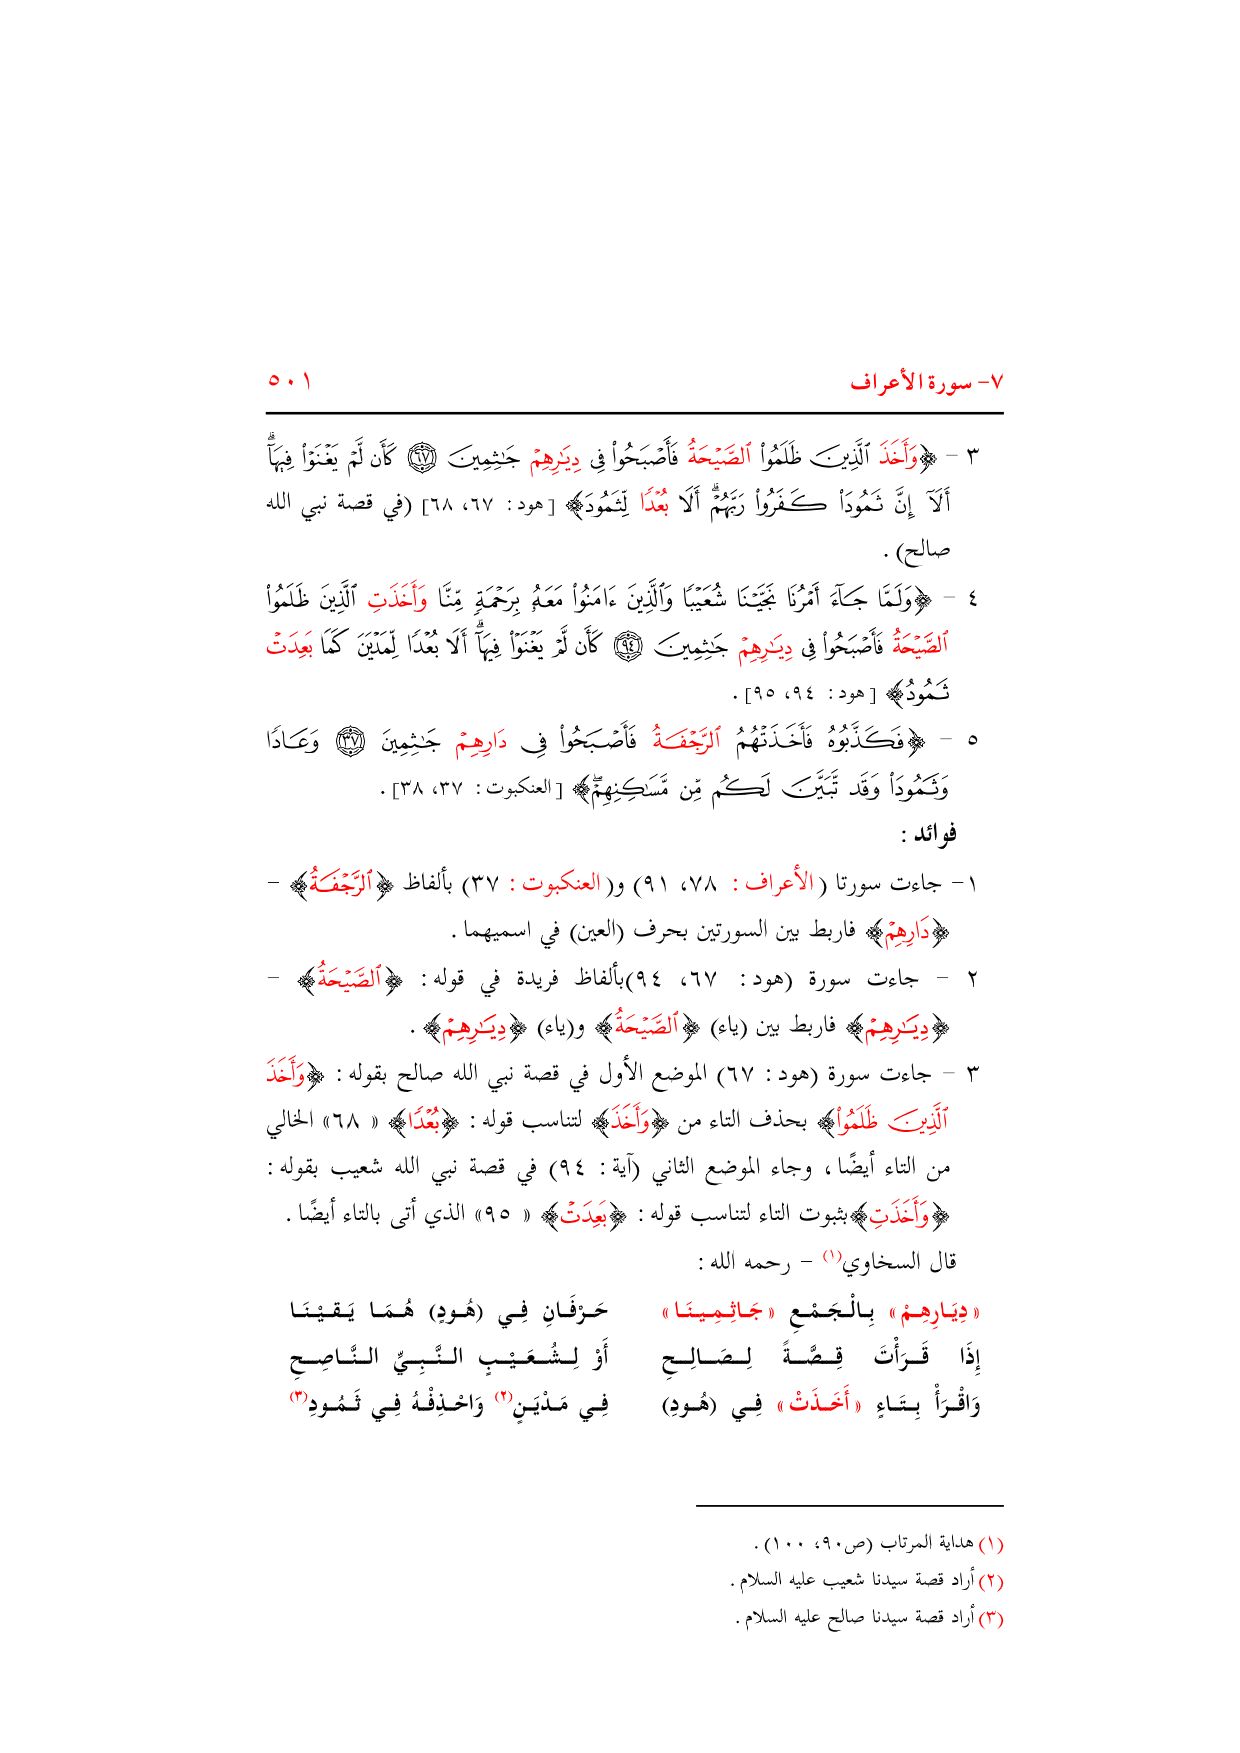 ٧- سورة الأعراف ٥٠١
٣ - ﴿وَأَخَذَ ٱلَّذِينَ ظَلَمُوا۟ ٱلصَّيْحَةُ فَأَصْبَحُوا۟ فِى دِيَـٰرِهِمْ جَـٰثِمِينَ ۝٦٧ كَأَن لَّمْ يَغْنَوْا۟ فِيهَآ ۗ
أَلَآ إِنَّ ثَمُودَا۟ كَفَرُوا۟ رَبَّهُمْ ۗ أَلَا بُعْدًا لِّثَمُودَ﴾ [هود: ٦٧، ٦٨] (في قصة نبي الله
صالح) .
٤ - ﴿وَلَمَّا جَآءَ أَمْرُنَا نَجَّيْنَا شُعَيْبًا وَٱلَّذِينَ ءَامَنُوا۟ مَعَهُۥ بِرَحْمَةٍ مِّنَّا وَأَخَذَتِ ٱلَّذِينَ ظَلَمُوا۟
ٱلصَّيْحَةُ فَأَصْبَحُوا۟ فِى دِيَـٰرِهِمْ جَـٰثِمِينَ ۝٩٤ كَأَن لَّمْ يَغْنَوْا۟ فِيهَآ ۗ أَلَا بُعْدًا لِّمَدْيَنَ كَمَا بَعِدَتْ
ثَمُودُ﴾ [هود: ٩٤، ٩٥] .
٥ - ﴿فَكَذَّبُوهُ فَأَخَذَتْهُمُ ٱلرَّجْفَةُ فَأَصْبَحُوا۟ فِى دَارِهِمْ جَـٰثِمِينَ ۝٣٧ وَعَادًا
وَثَمُودَا۟ وَقَد تَّبَيَّنَ لَكُم مِّن مَّسَـٰكِنِهِمْ ۖ﴾ [العنكبوت: ٣٧، ٣٨] .
فوائد :
١- جاءت سورتا (الأعراف : ٧٨، ٩١) و(العنكبوت : ٣٧) بألفاظ ﴿ٱلرَّجْفَةُ﴾ -
﴿دَارِهِمْ﴾ فاربط بين السورتين بحرف (العين) في اسميهما .
٢ - جاءت سورة (هود: ٦٧، ٩٤)بألفاظ فريدة في قوله: ﴿ٱلصَّيْحَةُ﴾ -
﴿دِيَـٰرِهِمْ﴾ فاربط بين (ياء) ﴿ٱلصَّيْحَةُ﴾ و(ياء) ﴿دِيَـٰرِهِمْ﴾ .
٣ - جاءت سورة (هود: ٦٧) الموضع الأول في قصة نبي الله صالح بقوله: ﴿وَأَخَذَ
ٱلَّذِينَ ظَلَمُوا۟﴾ بحذف التاء من ﴿وَأَخَذَ﴾ لتناسب قوله: ﴿بُعْدًا﴾ « ٦٨» الخالي
من التاء أيضًا، وجاء الموضع الثاني (آية: ٩٤) في قصة نبي الله شعيب بقوله:
﴿وَأَخَذَتِ﴾بثبوت التاء لتناسب قوله: ﴿بَعِدَتْ﴾ « ٩٥» الذي أتى بالتاء أيضًا .
قال السخاوي(١) - رحمه الله:
«دِيَارِهِمْ» بِالْجَمْعِ «جَاثِمِينَا» حَرْفَانِ فِي (هُودٍ) هُمَا يَقِيْنَا
إِذَا قَرَأْتَ قِصَّةً لِصَالِحِ أَوْ لِشُعَيْبٍ النَّبِيِّ النَّاصِحِ
وَاقْرَأْ بِتَاءٍ «أَخَذَتْ» فِي (هُودِ) فِي مَدْيَنٍ(٢) وَاحْذِفْهُ فِي ثَمُودِ(٣)
(١) هداية المرتاب (ص٩٠، ١٠٠) .
(٢) أراد قصة سيدنا شعيب عليه السلام .
(٣) أراد قصة سيدنا صالح عليه السلام .